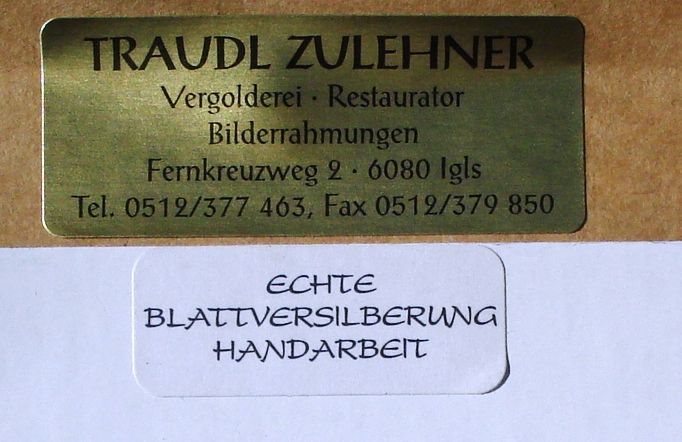 TRAUDL ZULEHNER
Vergolderei · Restaurator
Bilderrahmungen
Fernkreuzweg 2 · 6080 Igls
Tel. 0512/377 463, Fax 0512/379 850
ECHTE
BLATTVERSILBERUNG
HANDARBEIT